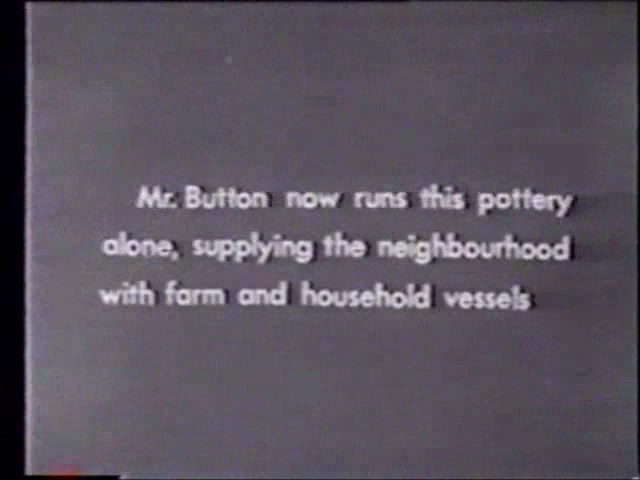 Mr. Button now runs this pottery
alone, supplying the neighbourhood
with farm and household vessels